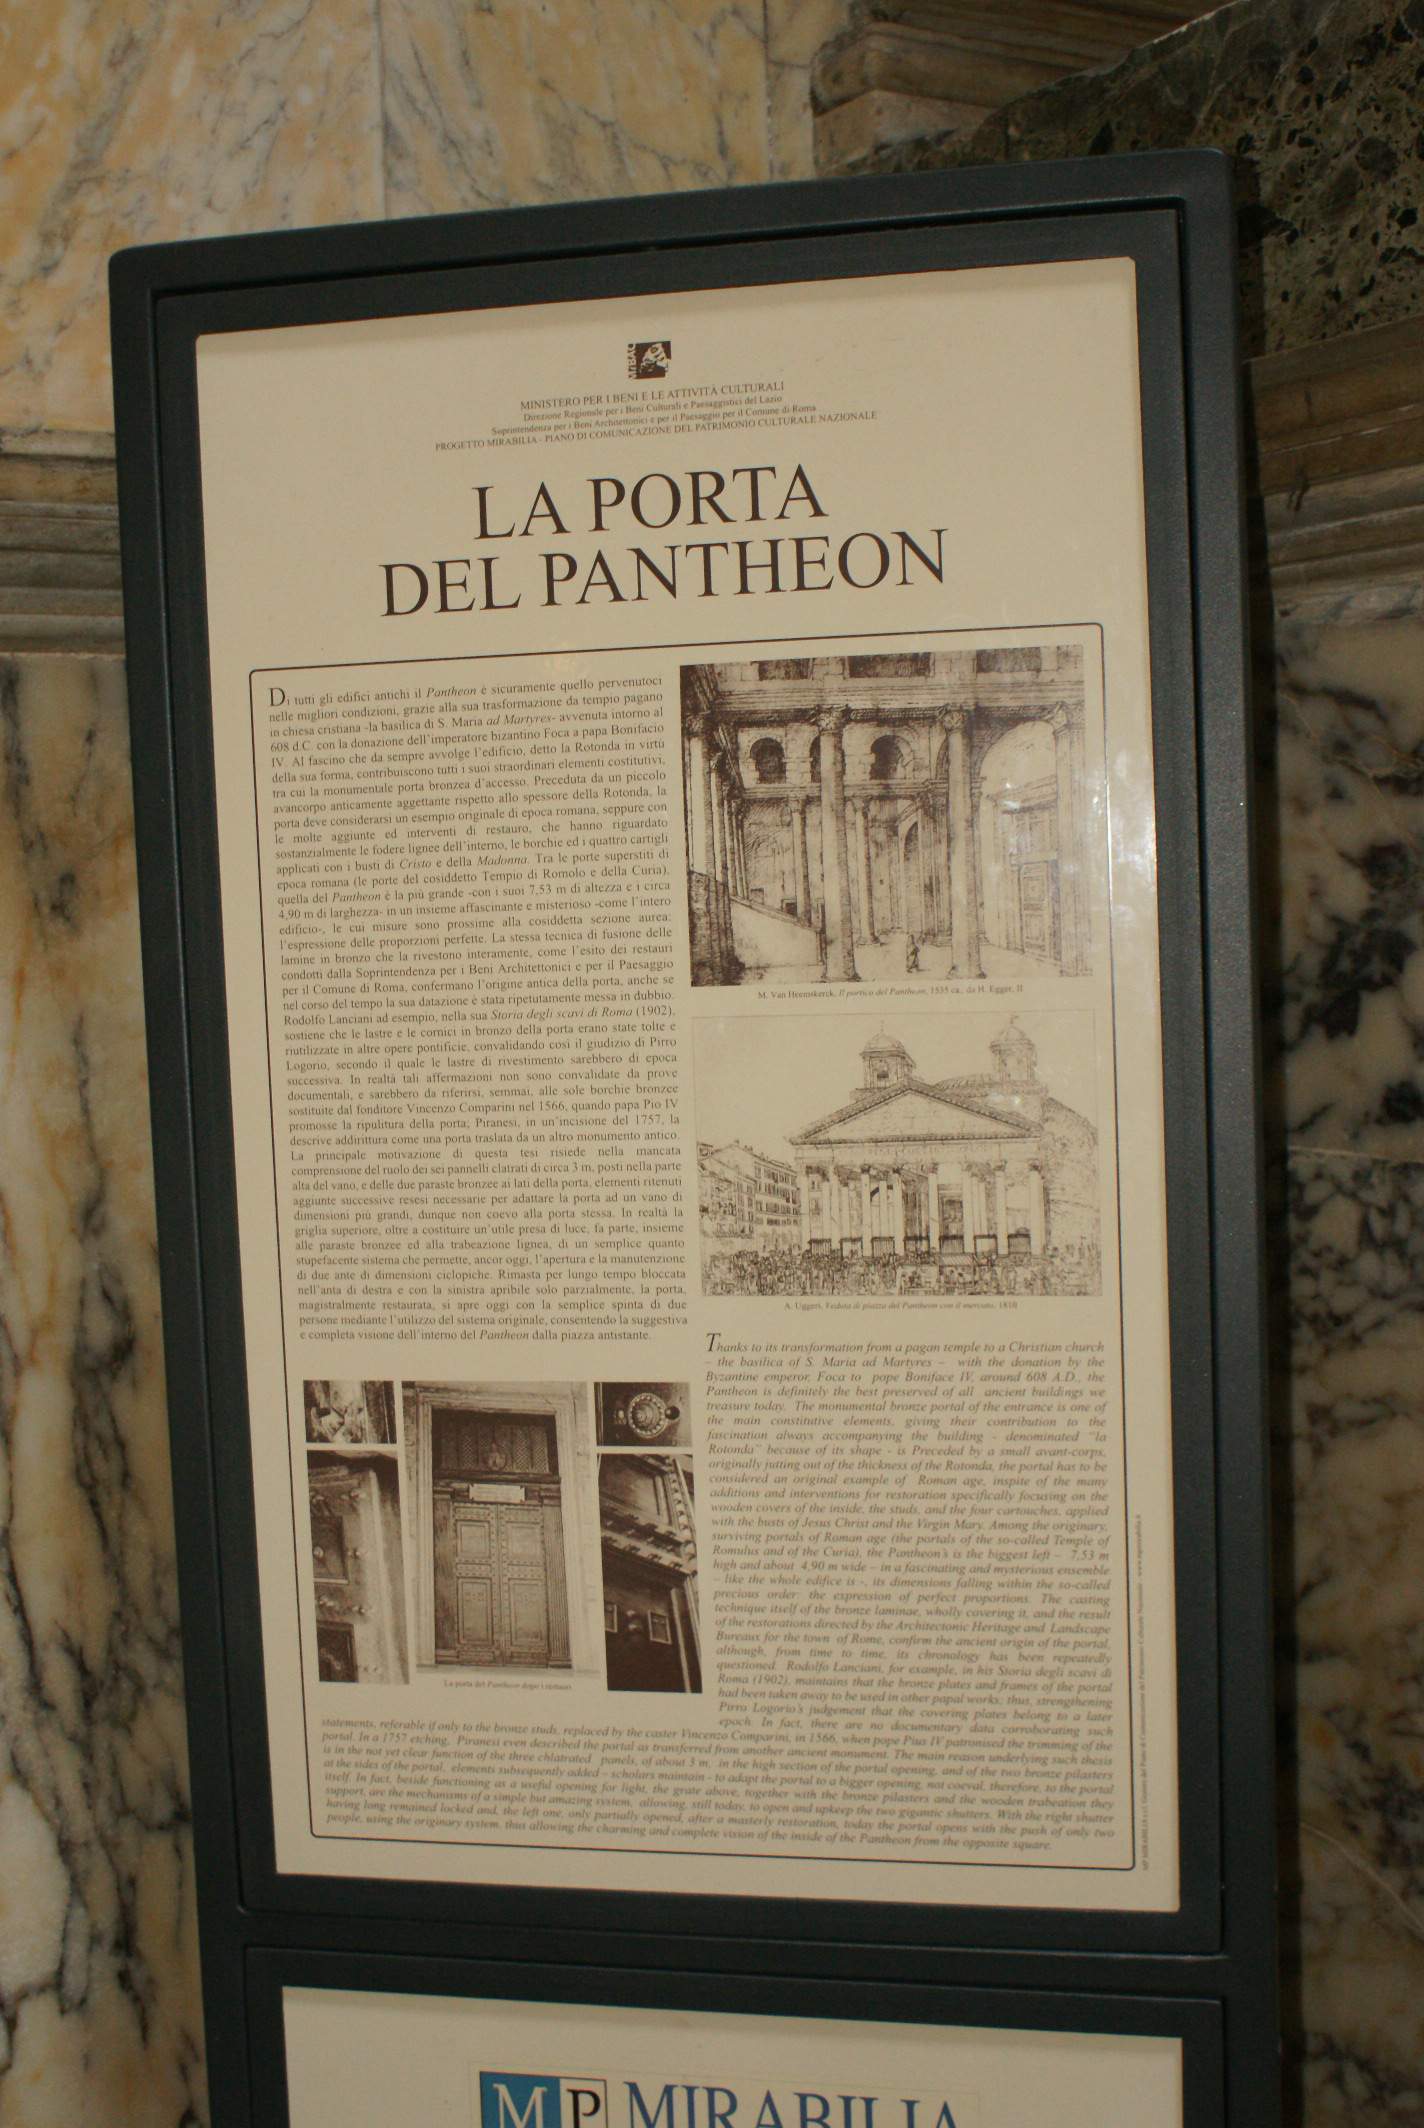 MiBAC
MINISTERO PER I BENI E LE ATTIVITÀ CULTURALI
Direzione Regionale per i Beni Culturali e Paesaggistici del Lazio
Soprintendenza per i Beni Architettonici e per il Paesaggio per il Comune di Roma
PROGETTO MIRABILIA - PIANO DI COMUNICAZIONE DEL PATRIMONIO CULTURALE NAZIONALE
LA PORTA
DEL PANTHEON
Di tutti gli edifici antichi il Pantheon è sicuramente quello pervenutoci
nelle migliori condizioni, grazie alla sua trasformazione da tempio pagano
in chiesa cristiana -la basilica di S. Maria ad Martyres- avvenuta intorno al
608 d.C. con la donazione dell'imperatore bizantino Foca a papa Bonifacio
IV. Al fascino che da sempre avvolge l'edificio, detto la Rotonda in virtù
della sua forma, contribuiscono tutti i suoi straordinari elementi costitutivi,
tra cui la monumentale porta bronzea d'accesso. Preceduta da un piccolo
avancorpo anticamente aggettante rispetto allo spessore della Rotonda, la
porta deve considerarsi un esempio originale di epoca romana, seppure con
le molte aggiunte ed interventi di restauro, che hanno riguardato
sostanzialmente le fodere lignee dell'interno, le borchie ed i quattro cartigli
applicati con i busti di Cristo e della Madonna. Tra le porte superstiti di
epoca romana (le porte del cosiddetto Tempio di Romolo e della Curia),
quella del Pantheon è la più grande -con i suoi 7,53 m di altezza e i circa
4,90 m di larghezza- in un insieme affascinante e misterioso -come l'intero
edificio-, le cui misure sono prossime alla cosiddetta sezione aurea:
l'espressione delle proporzioni perfette. La stessa tecnica di fusione delle
lamine in bronzo che la rivestono interamente, come l'esito dei restauri
condotti dalla Soprintendenza per i Beni Architettonici e per il Paesaggio
per il Comune di Roma, confermano l'origine antica della porta, anche se
nel corso del tempo la sua datazione è stata ripetutamente messa in dubbio.
Rodolfo Lanciani ad esempio, nella sua Storia degli scavi di Roma (1902),
sostiene che le lastre e le cornici in bronzo della porta erano state tolte e
riutilizzate in altre opere pontificie, convalidando così il giudizio di Pirro
Logorio, secondo il quale le lastre di rivestimento sarebbero di epoca
successiva. In realtà tali affermazioni non sono convalidate da prove
documentali, e sarebbero da riferirsi, semmai, alle sole borchie bronzee
sostituite dal fonditore Vincenzo Comparini nel 1566, quando papa Pio IV
promosse la ripulitura della porta; Piranesi, in un'incisione del 1757, la
descrive addirittura come una porta traslata da un altro monumento antico.
La principale motivazione di questa tesi risiede nella mancata
comprensione del ruolo dei sei pannelli clatrati di circa 3 m, posti nella parte
alta del vano, e delle due paraste bronzee ai lati della porta, elementi ritenuti
aggiunte successive resesi necessarie per adattare la porta ad un vano di
dimensioni più grandi, dunque non coevo alla porta stessa. In realtà la
griglia superiore, oltre a costituire un'utile presa di luce, fa parte, insieme
alle paraste bronzee ed alla trabeazione lignea, di un semplice quanto
stupefacente sistema che permette, ancor oggi, l'apertura e la manutenzione
di due ante di dimensioni ciclopiche. Rimasta per lungo tempo bloccata
nell'anta di destra e con la sinistra apribile solo parzialmente, la porta,
magistralmente restaurata, si apre oggi con la semplice spinta di due
persone mediante l'utilizzo del sistema originale, consentendo la suggestiva
e completa visione dell'interno del Pantheon dalla piazza antistante.
M. Van Heemskerck, Il portico del Pantheon, 1535 ca., da H. Egger, II
A. Uggeri, Veduta di piazza del Pantheon con il mercato, 1810
La porta del Pantheon dopo i restauri
Thanks to its transformation from a pagan temple to a Christian church
– the basilica of S. Maria ad Martyres – with the donation by the
Byzantine emperor, Foca to pope Boniface IV, around 608 A.D., the
Pantheon is definitely the best preserved of all ancient buildings we
treasure today. The monumental bronze portal of the entrance is one of
the main constitutive elements, giving their contribution to the
fascination always accompanying the building - denominated "la
Rotonda" because of its shape - is Preceded by a small avant-corps,
originally jutting out of the thickness of the Rotonda, the portal has to be
considered an original example of Roman age, inspite of the many
additions and interventions for restoration specifically focusing on the
wooden covers of the inside, the studs, and the four cartouches, applied
with the busts of Jesus Christ and the Virgin Mary. Among the originary,
surviving portals of Roman age (the portals of the so-called Temple of
Romulus and of the Curia), the Pantheon's is the biggest left – 7,53 m
high and about 4,90 m wide – in a fascinating and mysterious ensemble
– like the whole edifice is -, its dimensions falling within the so-called
precious order: the expression of perfect proportions. The casting
technique itself of the bronze laminae, wholly covering it, and the result
of the restorations directed by the Architectonic Heritage and Landscape
Bureaus for the town of Rome, confirm the ancient origin of the portal,
although, from time to time, its chronology has been repeatedly
questioned. Rodolfo Lanciani, for example, in his Storia degli scavi di
Roma (1902), maintains that the bronze plates and frames of the portal
had been taken away to be used in other papal works; thus, strengthening
Pirro Logorio's judgement that the covering plates belong to a later
epoch. In fact, there are no documentary data corroborating such
statements, referable if only to the bronze studs, replaced by the caster Vincenzo Comparini, in 1566, when pope Pius IV patronised the trimming of the
portal. In a 1757 etching, Piranesi even described the portal as transferred from another ancient monument. The main reason underlying such thesis
is in the not yet clear function of the three chlatrated panels, of about 3 m, in the high section of the portal opening, and of the two bronze pilasters
at the sides of the portal, elements subsequently added – scholars maintain - to adapt the portal to a bigger opening, not coeval, therefore, to the portal
itself. In fact, beside functioning as a useful opening for light, the grate above, together with the bronze pilasters and the wooden trabeation they
support, are the mechanisms of a simple but amazing system, allowing, still today, to open and upkeep the two gigantic shutters. With the right shutter
having long remained locked and, the left one, only partially opened, after a masterly restoration, today the portal opens with the push of only two
people, using the originary system, thus allowing the charming and complete vision of the inside of the Pantheon from the opposite square.
MP MIRABILIA